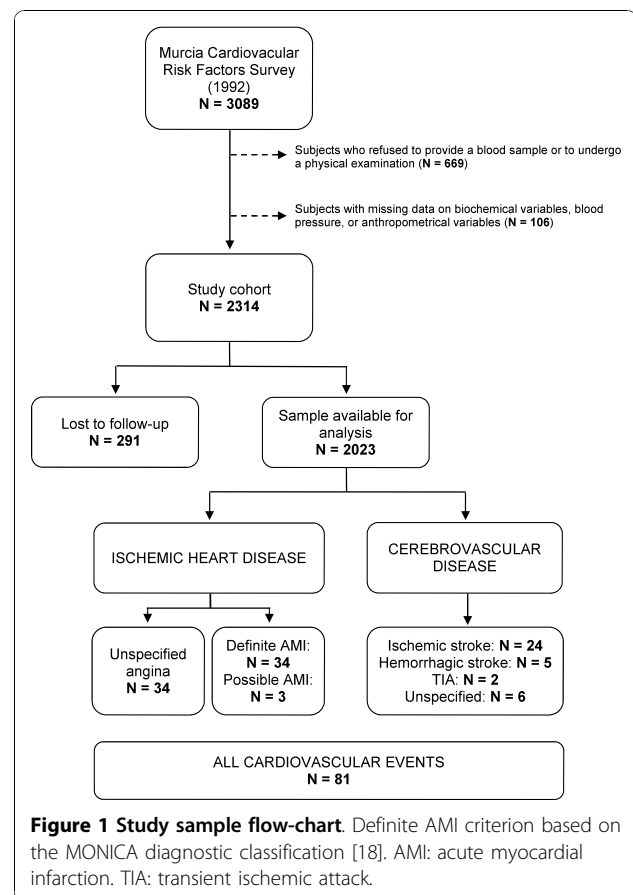 Murcia Cardiovascular
Risk Factors Survey
(1992)
N = 3089
Subjects who refused to provide a blood sample or to undergo
a physical examination (N = 669)
Subjects with missing data on biochemical variables, blood
pressure, or anthropometrical variables (N = 106)
Study cohort
N = 2314
Lost to follow-up
N = 291
Sample available for
analysis
N = 2023
ISCHEMIC HEART DISEASE
CEREBROVASCULAR
DISEASE
Unspecified
angina
N = 34
Definite AMI:
N = 34
Possible AMI:
N = 3
Ischemic stroke: N = 24
Hemorrhagic stroke: N = 5
TIA: N = 2
Unspecified: N = 6
ALL CARDIOVASCULAR EVENTS
N = 81
Figure 1 Study sample flow-chart. Definite AMI criterion based on
the MONICA diagnostic classification [18]. AMI: acute myocardial
infarction. TIA: transient ischemic attack.